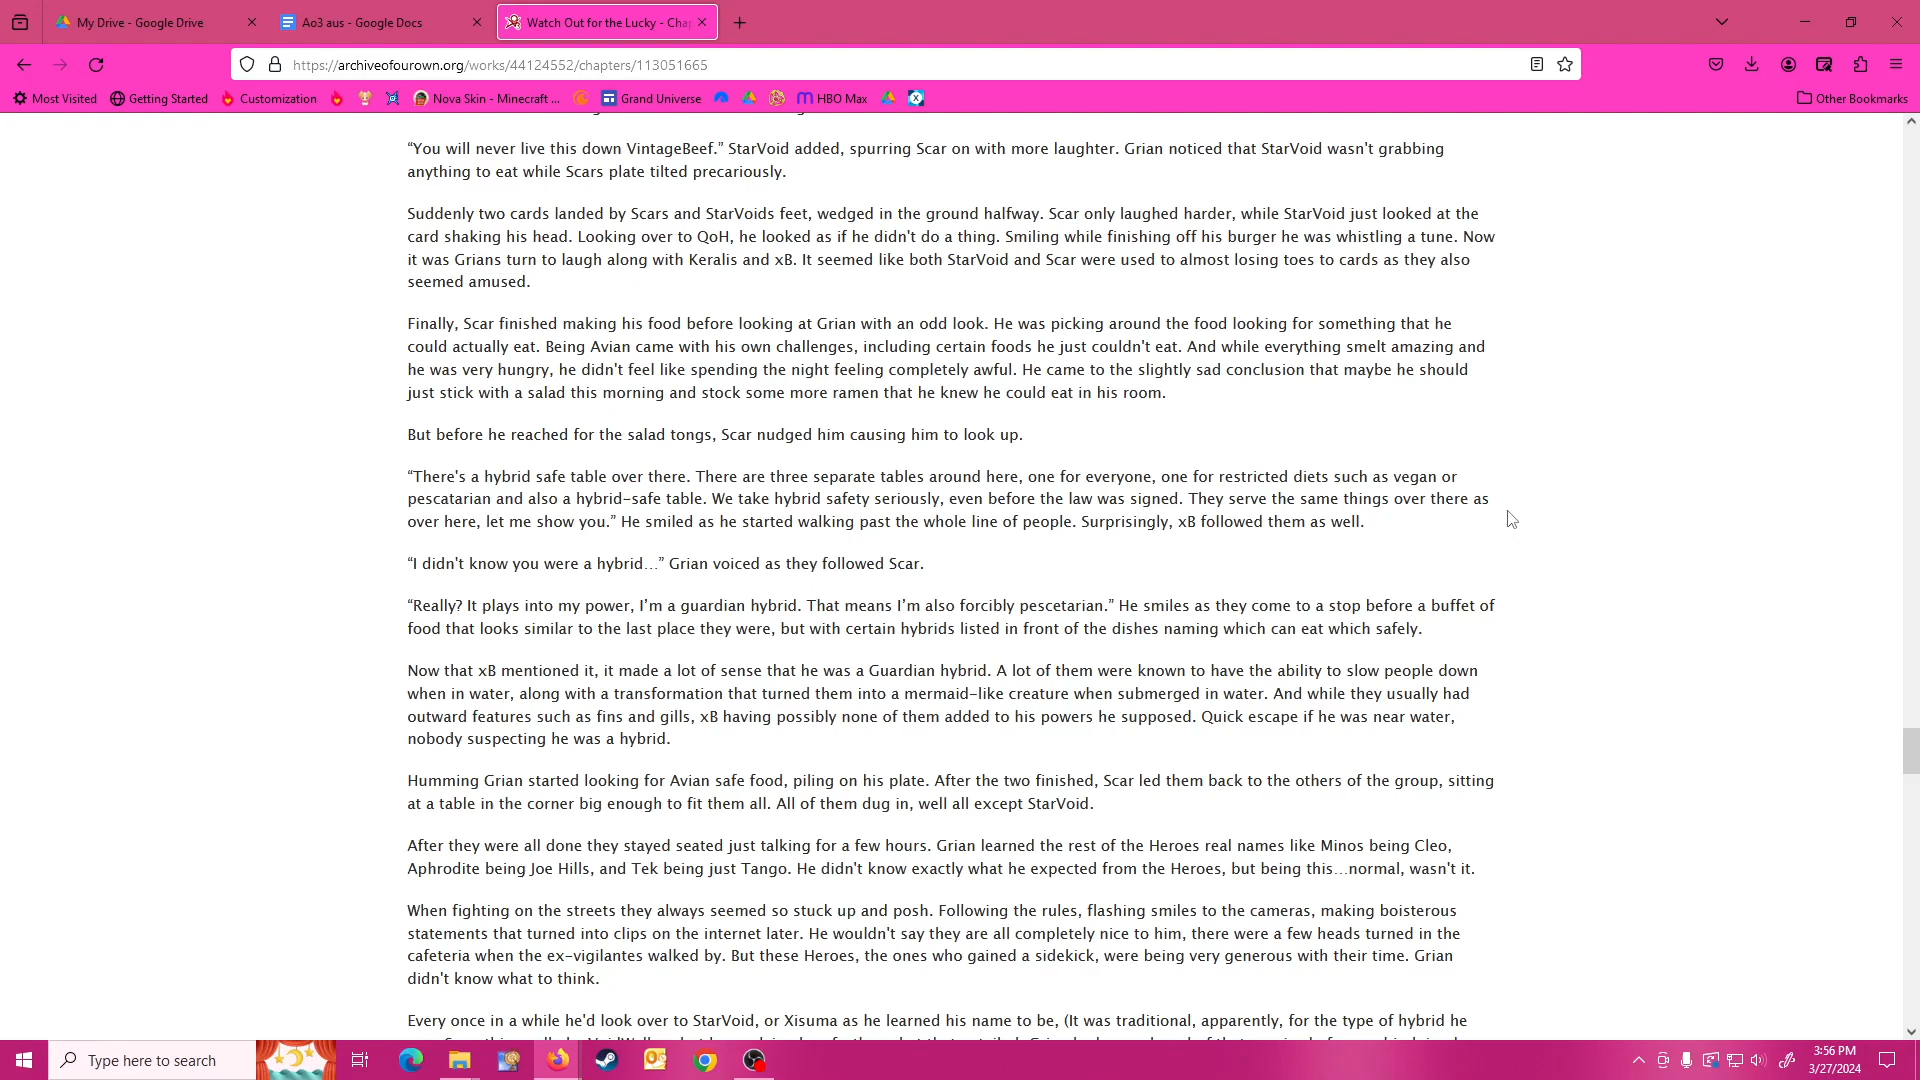 My Drive - Google Drive
Ao3 aus - Google Docs
Watch Out for the Lucky - Cha
https://archiveofourown.org/works/44124552/chapters/113051665
Most Visited
Getting Started
Customization
Nova Skin - Minecraft ...
Grand Universe
HBO Max
Other Bookmarks
“You will never live this down VintageBeef.” StarVoid added, spurring Scar on with more laughter. Grian noticed that StarVoid wasn't grabbing
anything to eat while Scars plate tilted precariously.
Suddenly two cards landed by Scars and StarVoids feet, wedged in the ground halfway. Scar only laughed harder, while StarVoid just looked at the
card shaking his head. Looking over to QoH, he looked as if he didn't do a thing. Smiling while finishing off his burger he was whistling a tune. Now
it was Grians turn to laugh along with Keralis and xB. It seemed like both StarVoid and Scar were used to almost losing toes to cards as they also
seemed amused.
Finally, Scar finished making his food before looking at Grian with an odd look. He was picking around the food looking for something that he
could actually eat. Being Avian came with his own challenges, including certain foods he just couldn't eat. And while everything smelt amazing and
he was very hungry, he didn't feel like spending the night feeling completely awful. He came to the slightly sad conclusion that maybe he should
just stick with a salad this morning and stock some more ramen that he knew he could eat in his room.
But before he reached for the salad tongs, Scar nudged him causing him to look up.
“There's a hybrid safe table over there. There are three separate tables around here, one for everyone, one for restricted diets such as vegan or
pescatarian and also a hybrid-safe table. We take hybrid safety seriously, even before the law was signed. They serve the same things over there as
over here, let me show you.” He smiled as he started walking past the whole line of people. Surprisingly, xB followed them as well.
“I didn't know you were a hybrid…” Grian voiced as they followed Scar.
“Really? It plays into my power, I’m a guardian hybrid. That means I’m also forcibly pescetarian.” He smiles as they come to a stop before a buffet of
food that looks similar to the last place they were, but with certain hybrids listed in front of the dishes naming which can eat which safely.
Now that xB mentioned it, it made a lot of sense that he was a Guardian hybrid. A lot of them were known to have the ability to slow people down
when in water, along with a transformation that turned them into a mermaid-like creature when submerged in water. And while they usually had
outward features such as fins and gills, xB having possibly none of them added to his powers he supposed. Quick escape if he was near water,
nobody suspecting he was a hybrid.
Humming Grian started looking for Avian safe food, piling on his plate. After the two finished, Scar led them back to the others of the group, sitting
at a table in the corner big enough to fit them all. All of them dug in, well all except StarVoid.
After they were all done they stayed seated just talking for a few hours. Grian learned the rest of the Heroes real names like Minos being Cleo,
Aphrodite being Joe Hills, and Tek being just Tango. He didn't know exactly what he expected from the Heroes, but being this…normal, wasn't it.
When fighting on the streets they always seemed so stuck up and posh. Following the rules, flashing smiles to the cameras, making boisterous
statements that turned into clips on the internet later. He wouldn't say they are all completely nice to him, there were a few heads turned in the
cafeteria when the ex-vigilantes walked by. But these Heroes, the ones who gained a sidekick, were being very generous with their time. Grian
didn't know what to think.
Every once in a while he'd look over to StarVoid, or Xisuma as he learned his name to be, (It was traditional, apparently, for the type of hybrid he
Type here to search
3:56 PM
3/27/2024